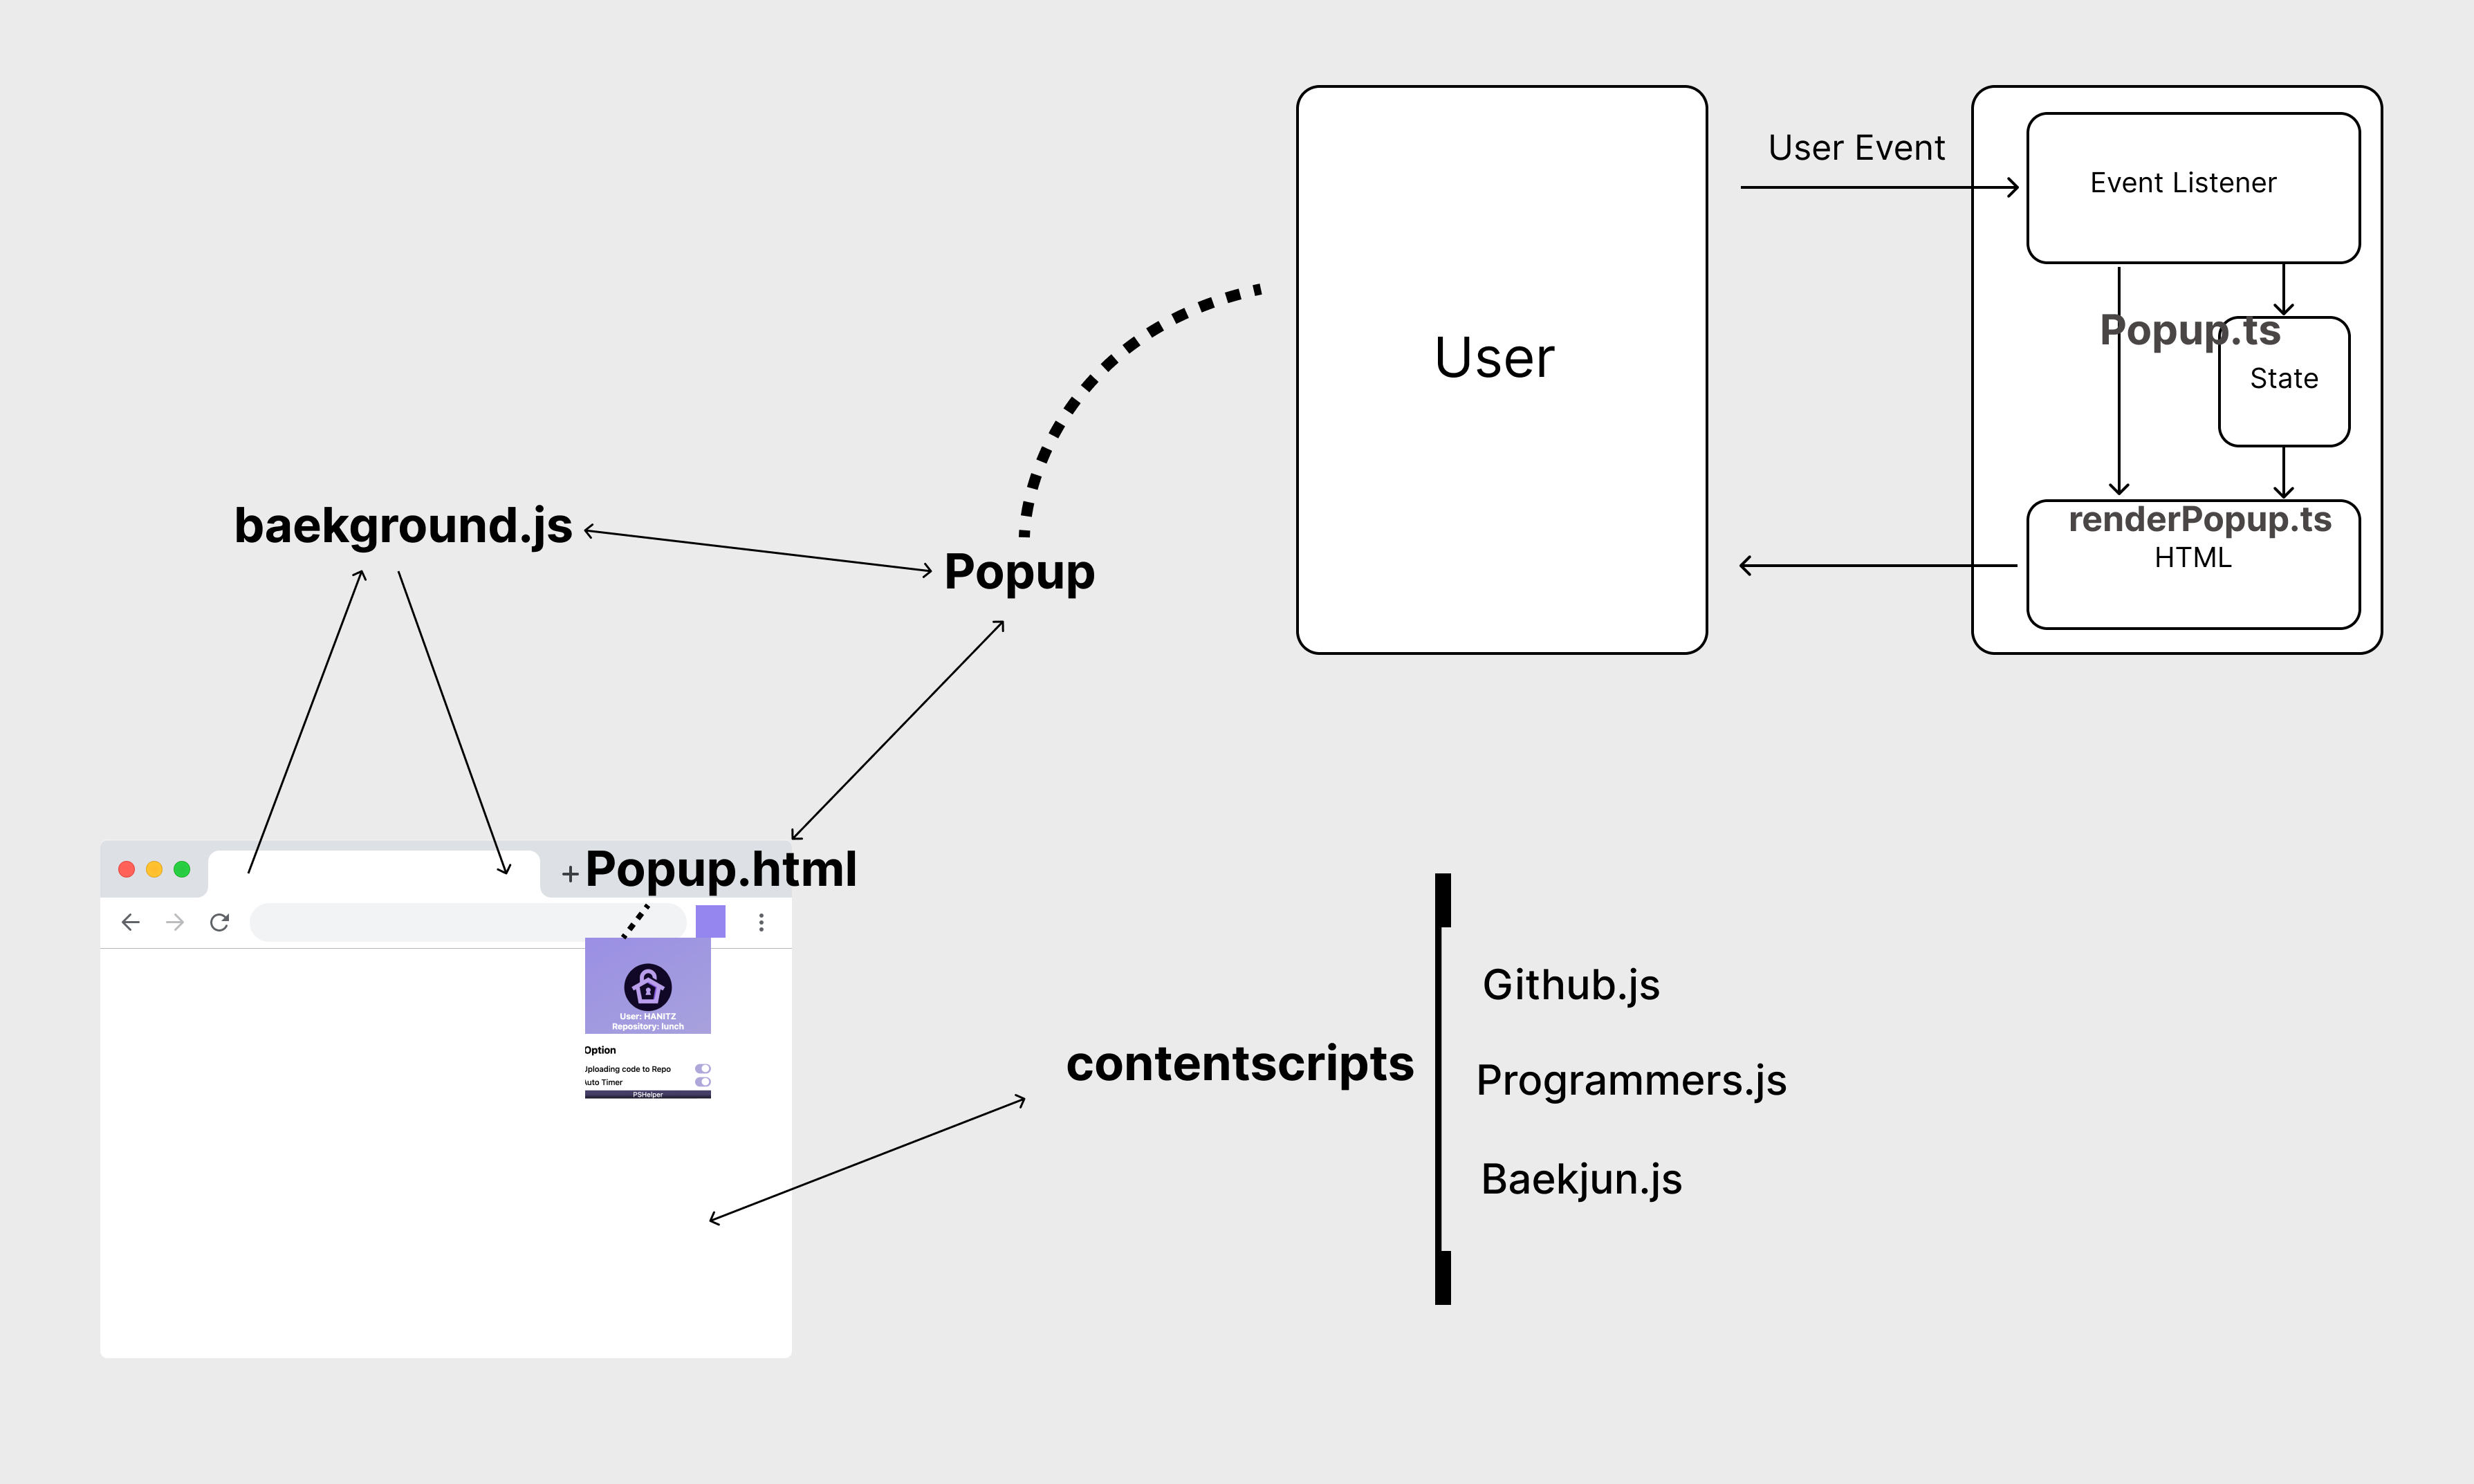 User Event
Event Listener
Popup.ts
User
State
renderPopup.ts
HTML
baekground.js
Popup
Popup.html
User: HANITZ
Repository: lunch
Option
Uploading code to Repo
Auto Timer
PSHelper
Github.js
contentscripts
Programmers.js
Baekjun.js